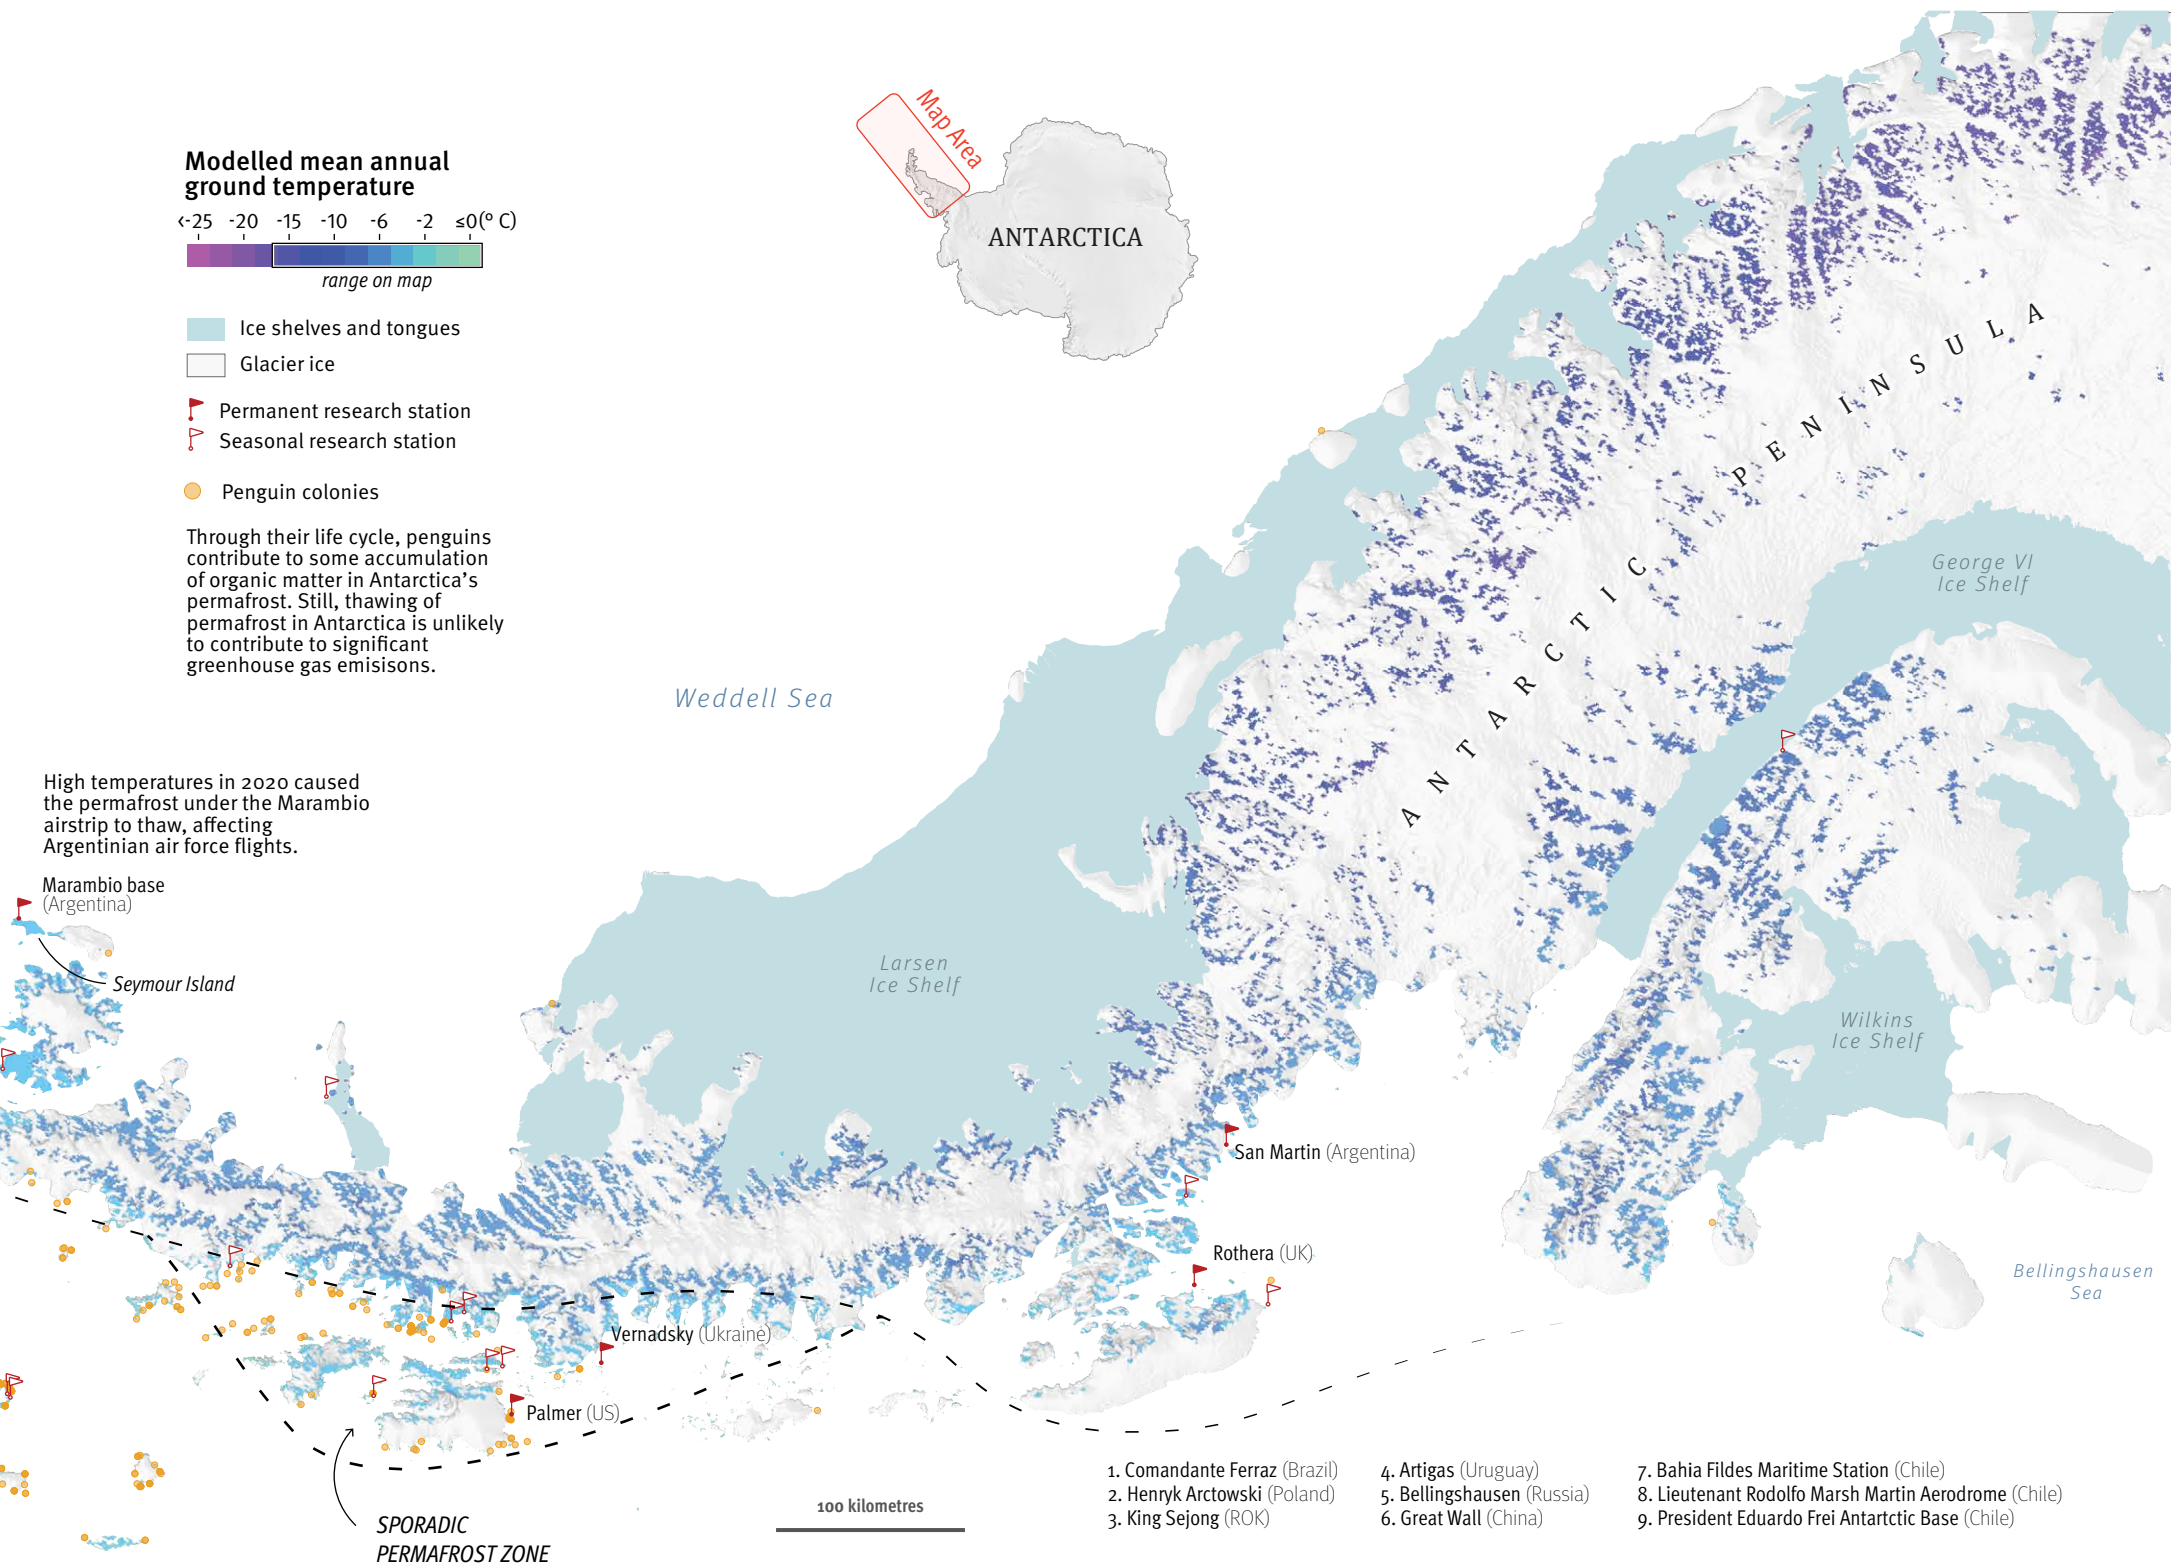 Map Area
ANTARCTICA
Modelled mean annual
ground temperature
<-25 -20 -15 -10 -6 -2 ≤0(° C)
range on map
Ice shelves and tongues
Glacier ice
Permanent research station
Seasonal research station
Penguin colonies
Through their life cycle, penguins
contribute to some accumulation
of organic matter in Antarctica’s
permafrost. Still, thawing of
permafrost in Antarctica is unlikely
to contribute to significant
greenhouse gas emisisons.
ANTARCTIC PENINSULA
George VI
Ice Shelf
Weddell Sea
High temperatures in 2020 caused
the permafrost under the Marambio
airstrip to thaw, affecting
Argentinian air force flights.
Marambio base
(Argentina)
Seymour Island
Larsen
Ice Shelf
Wilkins
Ice Shelf
San Martin (Argentina)
Rothera (UK)
Bellingshausen
Sea
Vernadsky (Ukraine)
Palmer (US)
SPORADIC
PERMAFROST ZONE
100 kilometres
1. Comandante Ferraz (Brazil)
2. Henryk Arctowski (Poland)
3. King Sejong (ROK)
4. Artigas (Uruguay)
5. Bellingshausen (Russia)
6. Great Wall (China)
7. Bahia Fildes Maritime Station (Chile)
8. Lieutenant Rodolfo Marsh Martin Aerodrome (Chile)
9. President Eduardo Frei Antartctic Base (Chile)